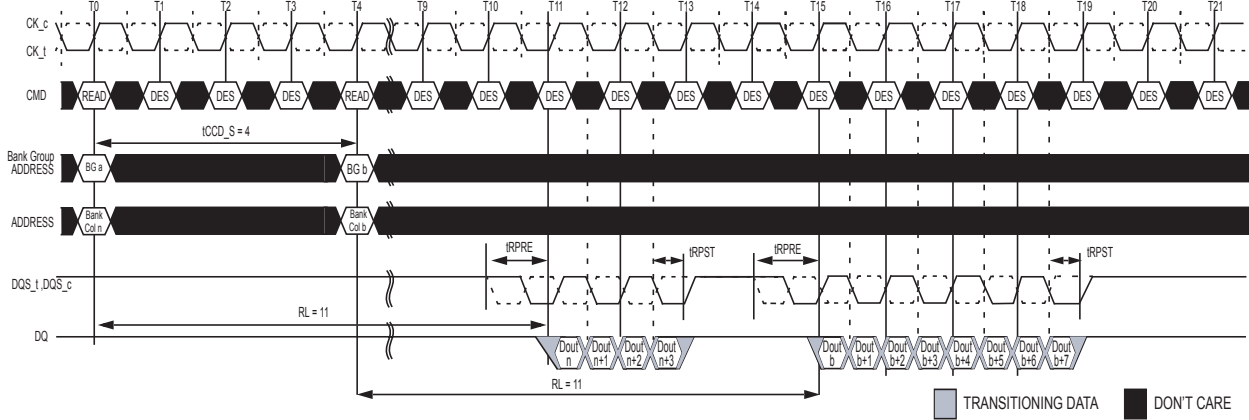 T0 T1 T2 T3 T4 T9 T10 T11 T12 T13 T14 T15 T16 T17 T18 T19 T20 T21
CK_c
CK_t
CMD READ DES DES DES READ DES DES DES DES DES DES DES DES DES DES DES DES DES
tCCD_S = 4
Bank Group
ADDRESS
BG a
BG b
ADDRESS
Bank
Col n
Bank
Col b
tRPRE
tRPST
tRPRE
tRPST
DQS_t ,DQS_c
RL = 11
DQ
Dout
n
Dout
n+1
Dout
n+2
Dout
n+3
Dout
b
Dout
b+1
Dout
b+2
Dout
b+3
Dout
b+4
Dout
b+5
Dout
b+6
Dout
b+7
RL = 11
TRANSITIONING DATA
DON'T CARE